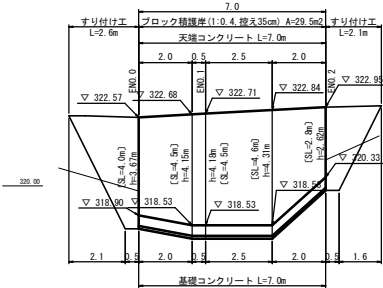 7.0
すり付け工
ブロック積護岸(1:0.4,控え35cm) A=29.5m2
すり付け工
L=2.6m
天端コンクリート L=7.0m
L=2.1m
2.0
0.5
2.5
2.0
ENO.0
ENO.1
ENO.2
▽ 322.57
▽ 322.68
▽ 322.71
▽ 322.84
▽ 322.95
[SL=4.0m]
h=3.67m
[SL=4.5m]
h=4.15m
h=4.18m
[SL=4.5m]
[SL=4.6m]
h=4.31m
[SL=2.8m]
h=2.62m
▽ 320.33
320.00
▽ 318.90
▽ 318.53
▽ 318.53
▽ 318.53
2.1
0.5
2.0
0.5
2.5
2.0
0.5
1.6
基礎コンクリート L=7.0m